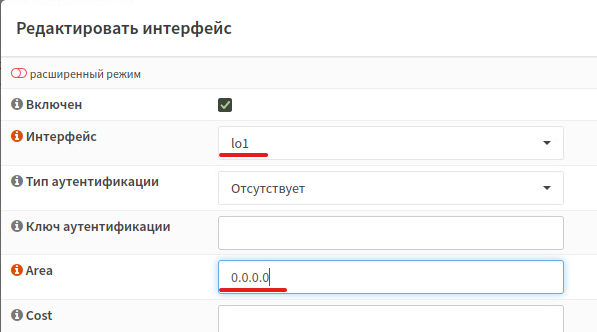 Редактировать интерфейс
расширенный режим
Включен
Интерфейс lo1
Тип аутентификации Отсутствует
Ключ аутентификации
Area 0.0.0.0
Cost